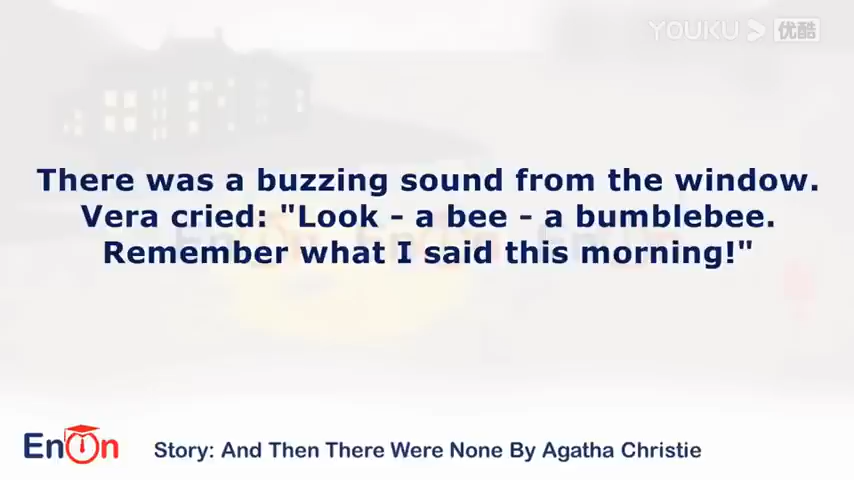 YOUKU 优酷
There was a buzzing sound from the window.
Vera cried: "Look - a bee - a bumblebee.
Remember what I said this morning!"
EnOn
Story: And Then There Were None By Agatha Christie